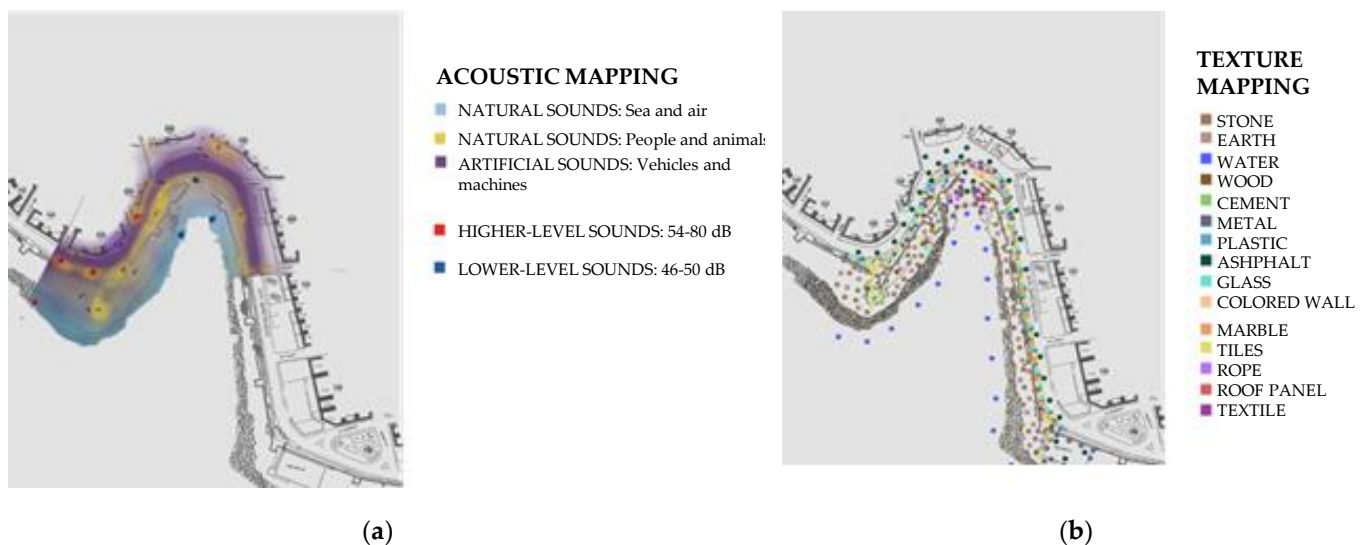 ACOUSTIC MAPPING
NATURAL SOUNDS: Sea and air
NATURAL SOUNDS: People and animals
ARTIFICIAL SOUNDS: Vehicles and
machines
HIGHER-LEVEL SOUNDS: 54-80 dB
LOWER-LEVEL SOUNDS: 46-50 dB
(a)
TEXTURE
MAPPING
STONE
EARTH
WATER
WOOD
CEMENT
METAL
PLASTIC
ASHPHALT
GLASS
COLORED WALL
MARBLE
TILES
ROPE
ROOF PANEL
TEXTILE
(b)